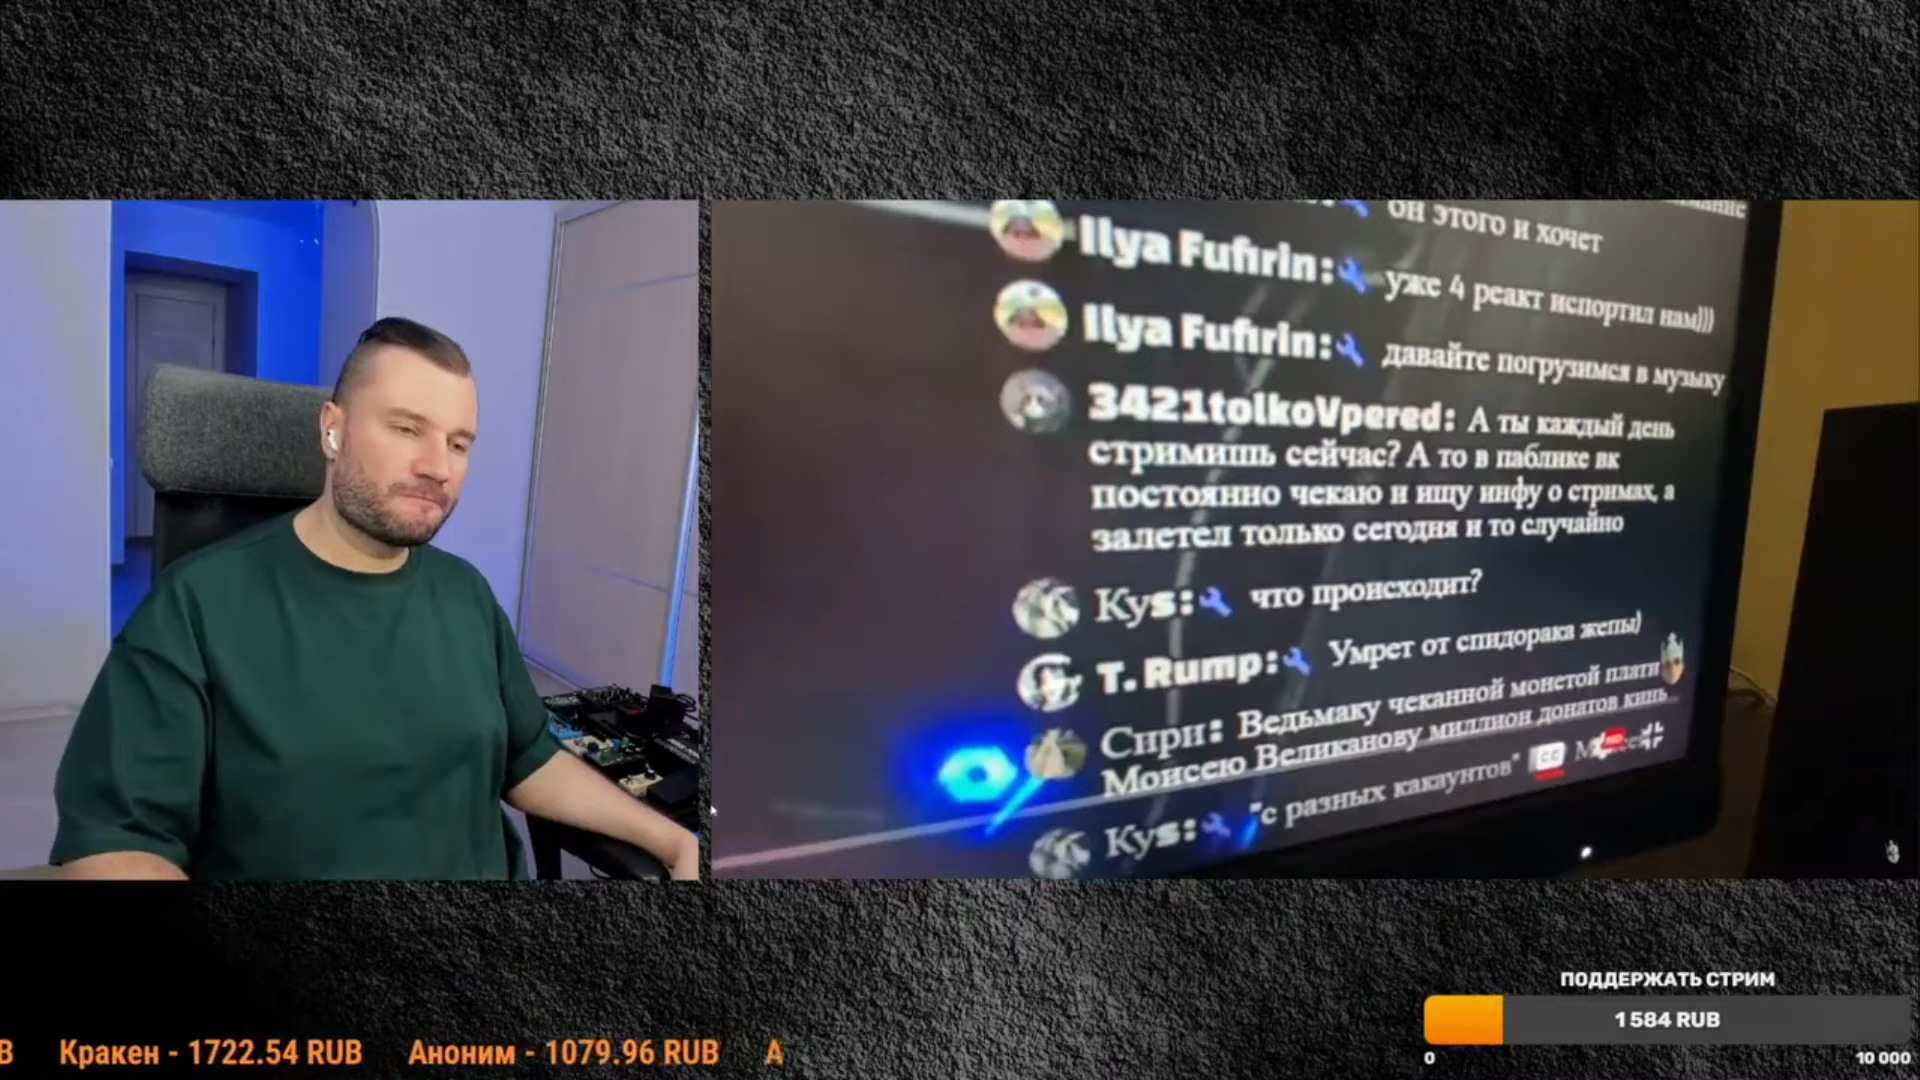 он этого и хочет
Ilya Fufirin: уже 4 реакт испортил нам)))
Ilya Fufirin: давайте погрузимся в музыку
3421tolkoVpered: А ты каждый день
стримишь сейчас? А то в паблике вк
постоянно чекаю и ищу инфу о стримах, а
залетел только сегодня и то случайно
Kys: что происходит?
T. Rump: Умрет от спидорака жепы)
Сири: Ведьмаку чеканной монетой плати
Моисею Великанову миллион донатов кинь...
Kys: "с разных какаунтов"
ПОДДЕРЖАТЬ СТРИМ
1 584 RUB
0 10 000
B Кракен - 1722.54 RUB Аноним - 1079.96 RUB А